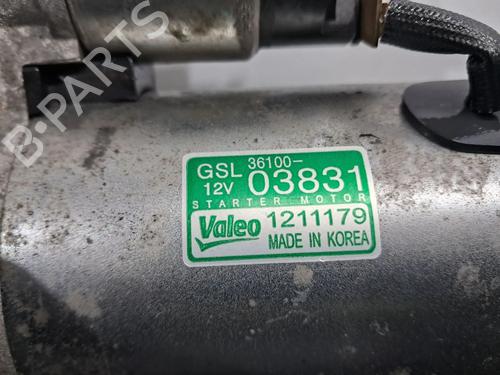 B-PARTS
GSL 36100-
12V 03831
STARTER MOTOR
Valeo 1211179
MADE IN KOREA